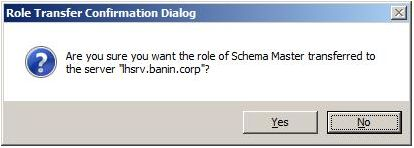 Role Transfer Confirmation Dialog
Are you sure you want the role of Schema Master transferred to
the server "lhsrv.banin.corp"?
Yes
No